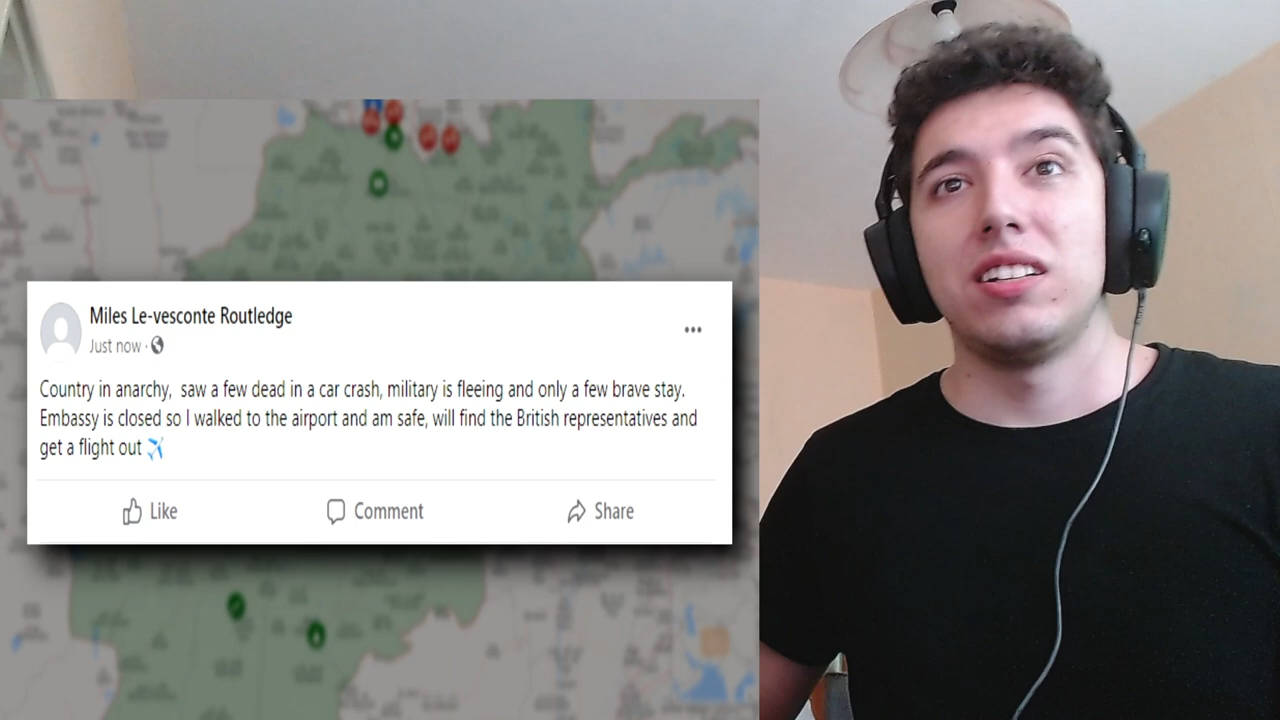 Miles Le-vesconte Routledge
Just now ·
Country in anarchy, saw a few dead in a car crash, military is fleeing and only a few brave stay.
Embassy is closed so I walked to the airport and am safe, will find the British representatives and
get a flight out ✈️
Like
Comment
Share